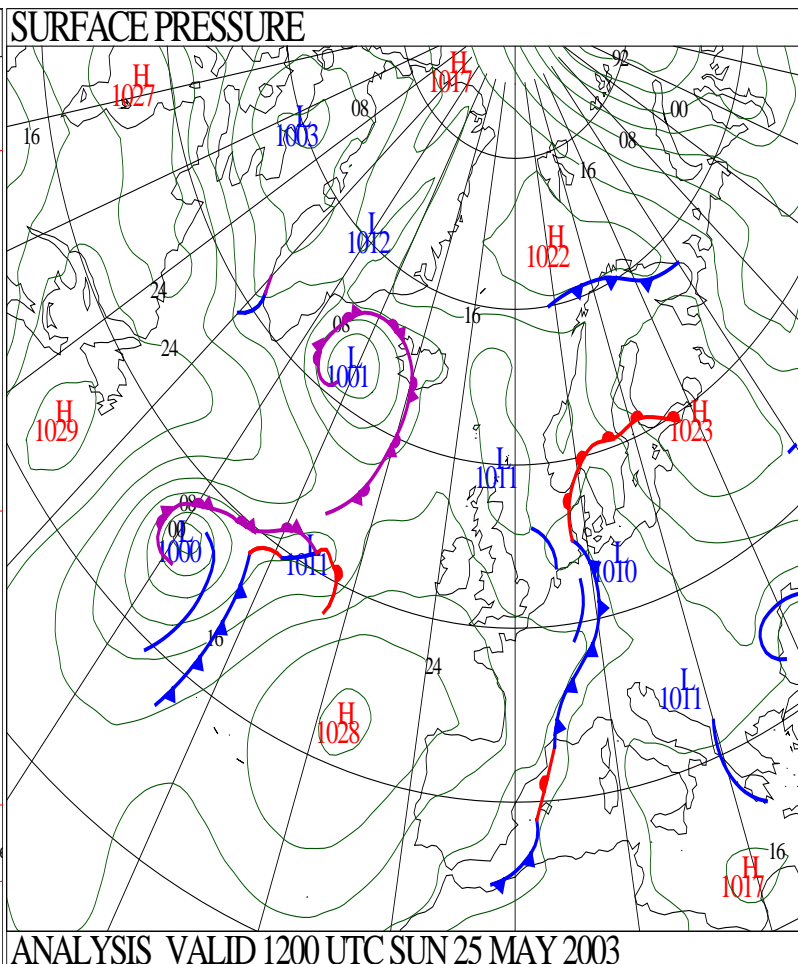 SURFACE PRESSURE
92
H
1017
H
1027
00
L
1003
08
16
08
16
L
1012
H
1022
24
16
08
24
L
1001
H
1029
H
1023
L
1011
08
00
L
1000
L
1011
L
1010
16
24
L
1011
H
1028
16
H
1017
ANALYSIS VALID 1200 UTC SUN 25 MAY 2003